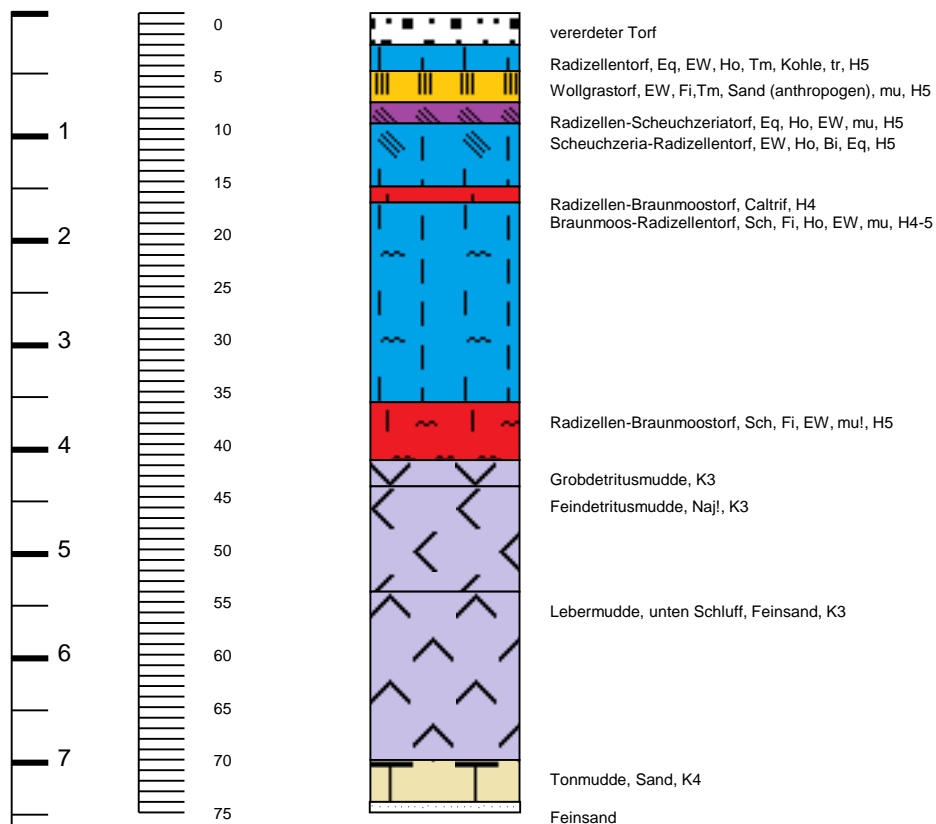 0
vererdeter Torf
Radizellentorf, Eq, EW, Ho, Tm, Kohle, tr, H5
5
Wollgrastorf, EW, Fi,Tm, Sand (anthropogen), mu, H5
1
10
Radizellen-Scheuchzeriatorf, Eq, Ho, EW, mu, H5
Scheuchzeria-Radizellentorf, EW, Ho, Bi, Eq, H5
15
Radizellen-Braunmoostorf, Caltrif, H4
Braunmoos-Radizellentorf, Sch, Fi, Ho, EW, mu, H4-5
2
20
25
3
30
35
Radizellen-Braunmoostorf, Sch, Fi, EW, mu!, H5
4
40
Grobdetritusmudde, K3
45
Feindetritusmudde, Naj!, K3
5
50
55
Lebermudde, unten Schluff, Feinsand, K3
6
60
65
7
70
Tonmudde, Sand, K4
75
Feinsand